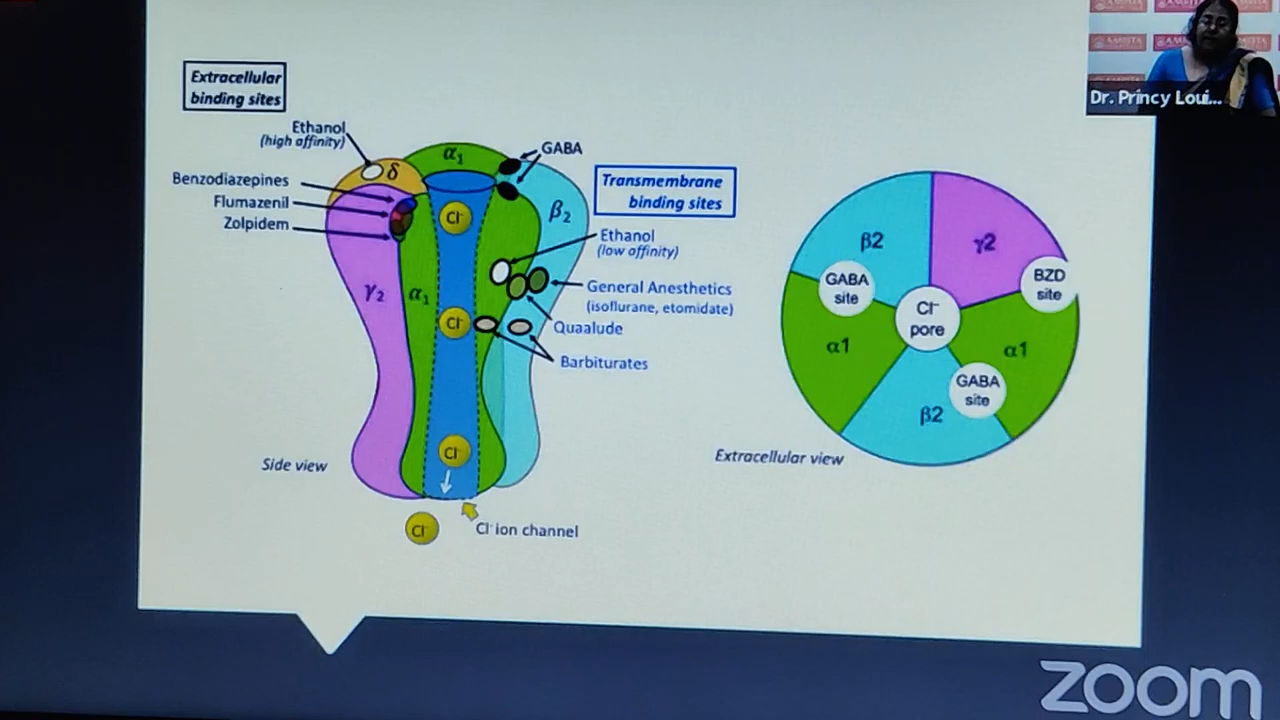 Extracellular
binding sites
Ethanol
(high affinity)
Benzodiazepines
Flumazenil
Zolpidem
δ
α1
GABA
β2
γ2
α1
Cl-
Cl-
Cl-
Cl-
Transmembrane
binding sites
Ethanol
(low affinity)
General Anesthetics
(isoflurane, etomidate)
Quaalude
Barbiturates
Side view
Cl- ion channel
β2
γ2
GABA
site
BZD
site
Cl-
pore
α1
α1
GABA
site
β2
Extracellular view
AMRITA
Dr. Princy Loui...
zoom